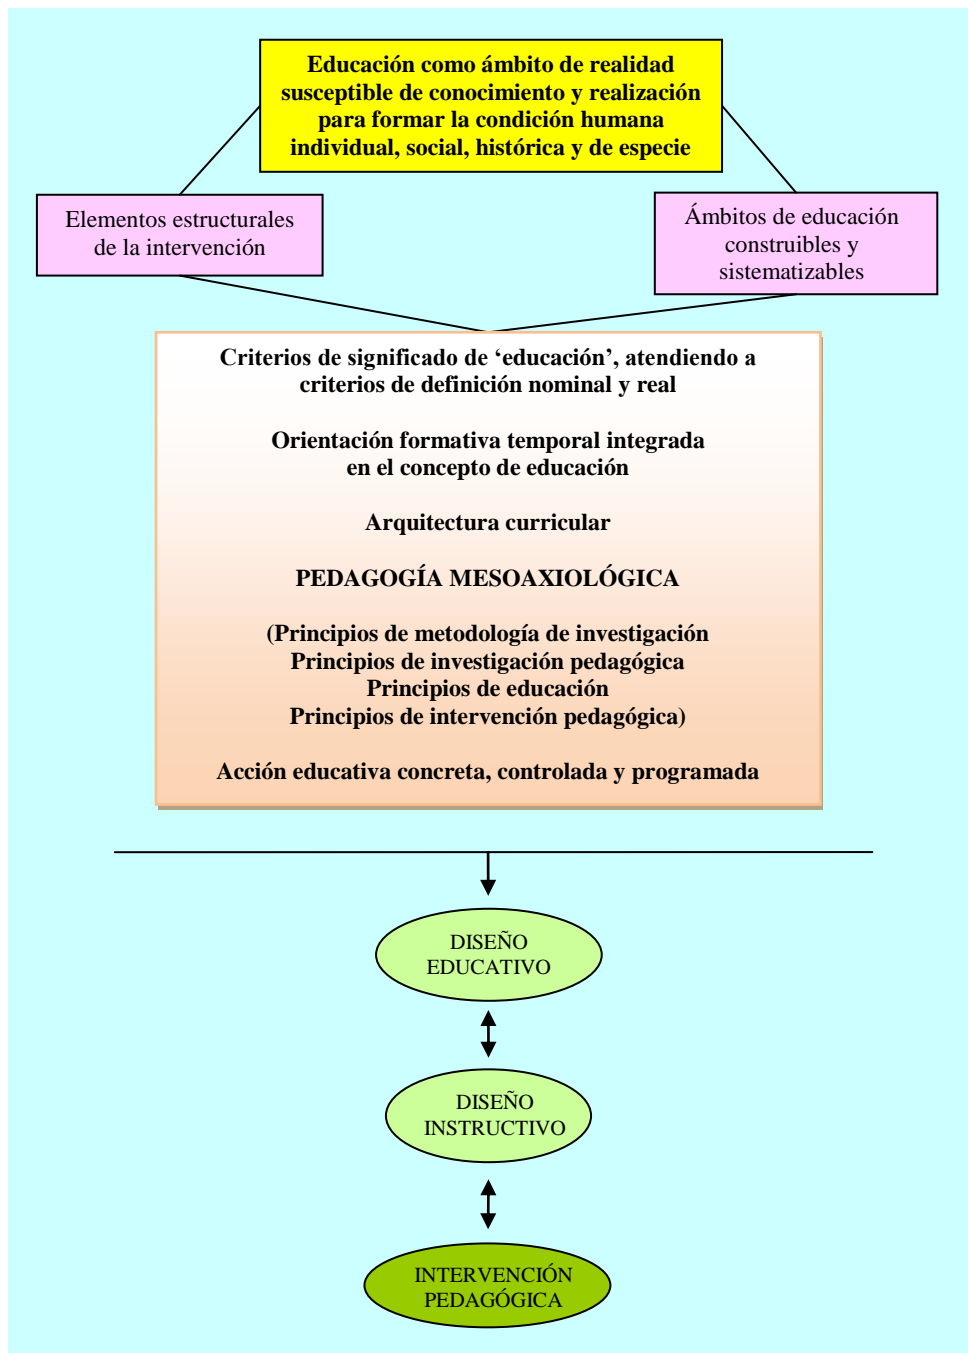 Educación como ámbito de realidad
susceptible de conocimiento y realización
para formar la condición humana
individual, social, histórica y de especie
Elementos estructurales
de la intervención
Ámbitos de educación
construibles y
sistematizables
Criterios de significado de ‘educación’, atendiendo a
criterios de definición nominal y real
Orientación formativa temporal integrada
en el concepto de educación
Arquitectura curricular
PEDAGOGÍA MESOAXIOLÓGICA
(Principios de metodología de investigación
Principios de investigación pedagógica
Principios de educación
Principios de intervención pedagógica)
Acción educativa concreta, controlada y programada
DISEÑO
EDUCATIVO
DISEÑO
INSTRUCTIVO
INTERVENCIÓN
PEDAGÓGICA